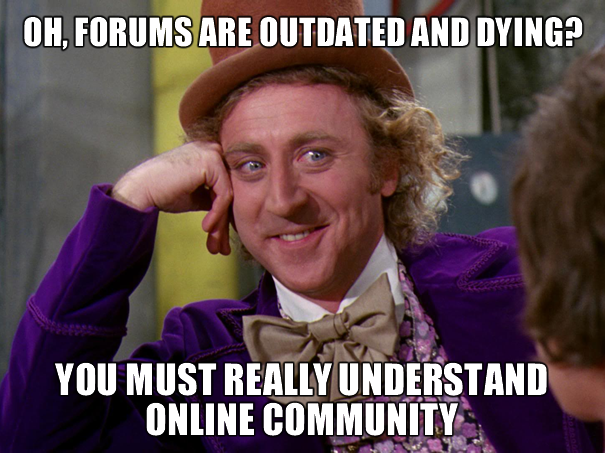 OH, FORUMS ARE OUTDATED AND DYING?
YOU MUST REALLY UNDERSTAND
ONLINE COMMUNITY